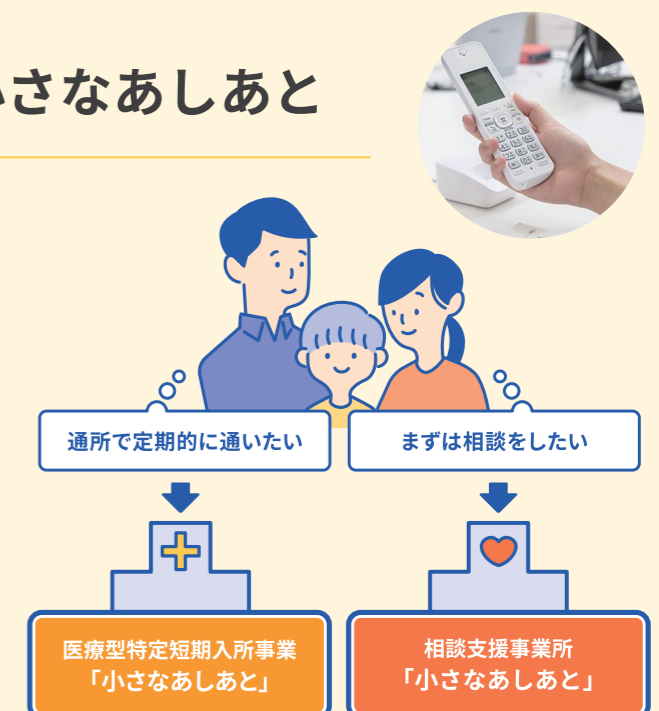 小さなあしあと
通所で定期的に通いたい
まずは相談をしたい
医療型特定短期入所事業
「小さなあしあと」
相談支援事業所
「小さなあしあと」